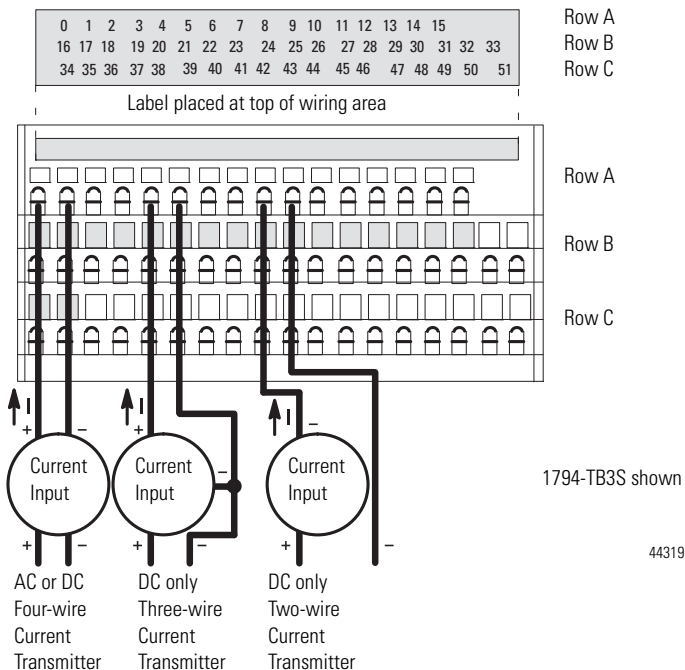 0 1 2 3 4 5 6 7 8 9 10 11 12 13 14 15 Row A
16 17 18 19 20 21 22 23 24 25 26 27 28 29 30 31 32 33 Row B
34 35 36 37 38 39 40 41 42 43 44 45 46 47 48 49 50 51 Row C
Label placed at top of wiring area
Row A
Row B
Row C
I I I
+ – + –
Current Input
Current Input –
Current Input
1794-TB3S shown
+ – + – + –
44319
AC or DC
Four-wire
Current
Transmitter
DC only
Three-wire
Current
Transmitter
DC only
Two-wire
Current
Transmitter